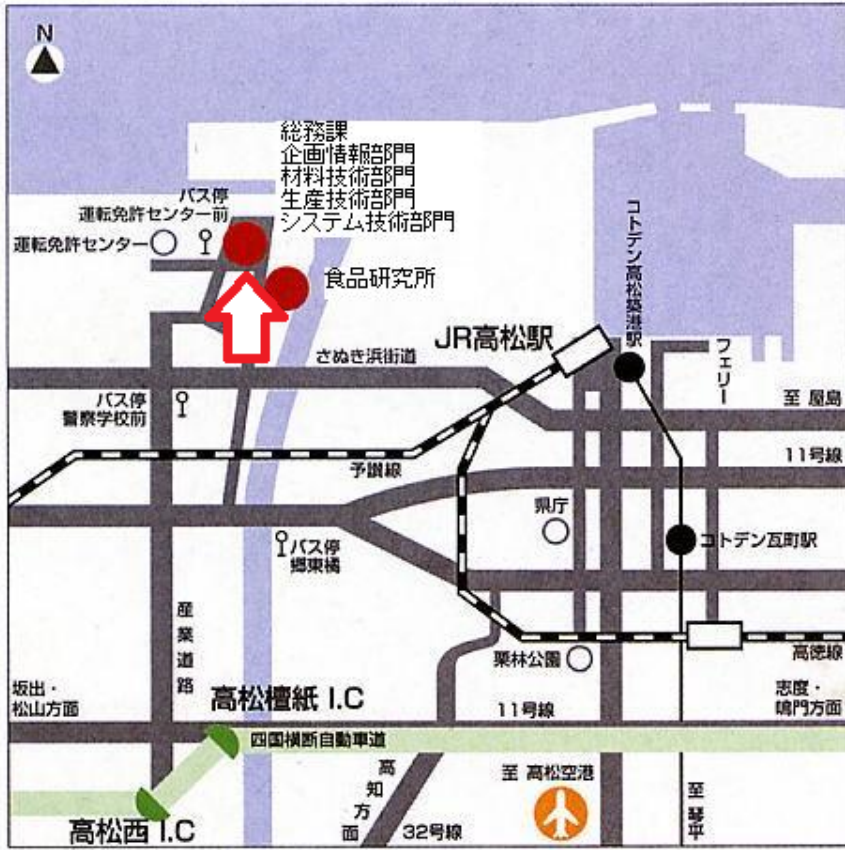 N
総務課
企画情報部門
材料技術部門
生産技術部門
システム技術部門
バス停
運転免許センター前
運転免許センター
食品研究所
コトデン高松築港駅
JR高松駅
さぬき浜街道
フェリー
バス停
警察学校前
至 屋島
予讃線
11号線
県庁
コトデン瓦町駅
バス停
郷東橋
産業道路
栗林公園
高徳線
坂出・
松山方面
高松檀紙 I.C
11号線
志度・
鳴門方面
四国横断自動車道
高知方面
至 高松空港
至 琴平
高松西 I.C
32号線